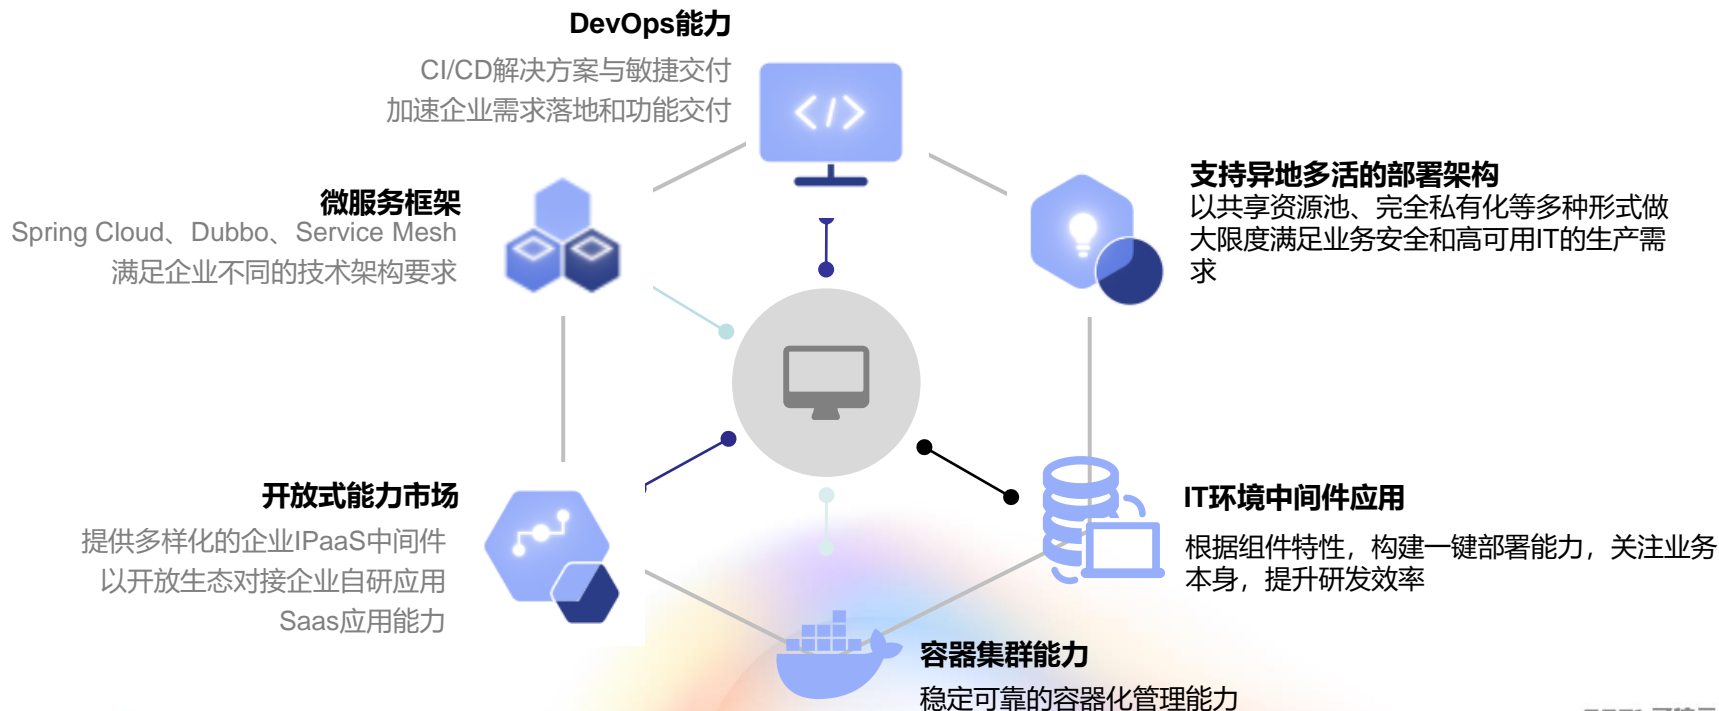 DevOps能力
CI/CD解决方案与敏捷交付
加速企业需求落地和功能交付
微服务框架
Spring Cloud、Dubbo、Service Mesh
满足企业不同的技术架构要求
支持异地多活的部署架构
以共享资源池、完全私有化等多种形式做
大限度满足业务安全和高可用IT的生产需
求
开放式能力市场
提供多样化的企业IPaaS中间件
以开放生态对接企业自研应用
Saas应用能力
IT环境中间件应用
根据组件特性，构建一键部署能力，关注业务
本身，提升研发效率
容器集群能力
稳定可靠的容器化管理能力